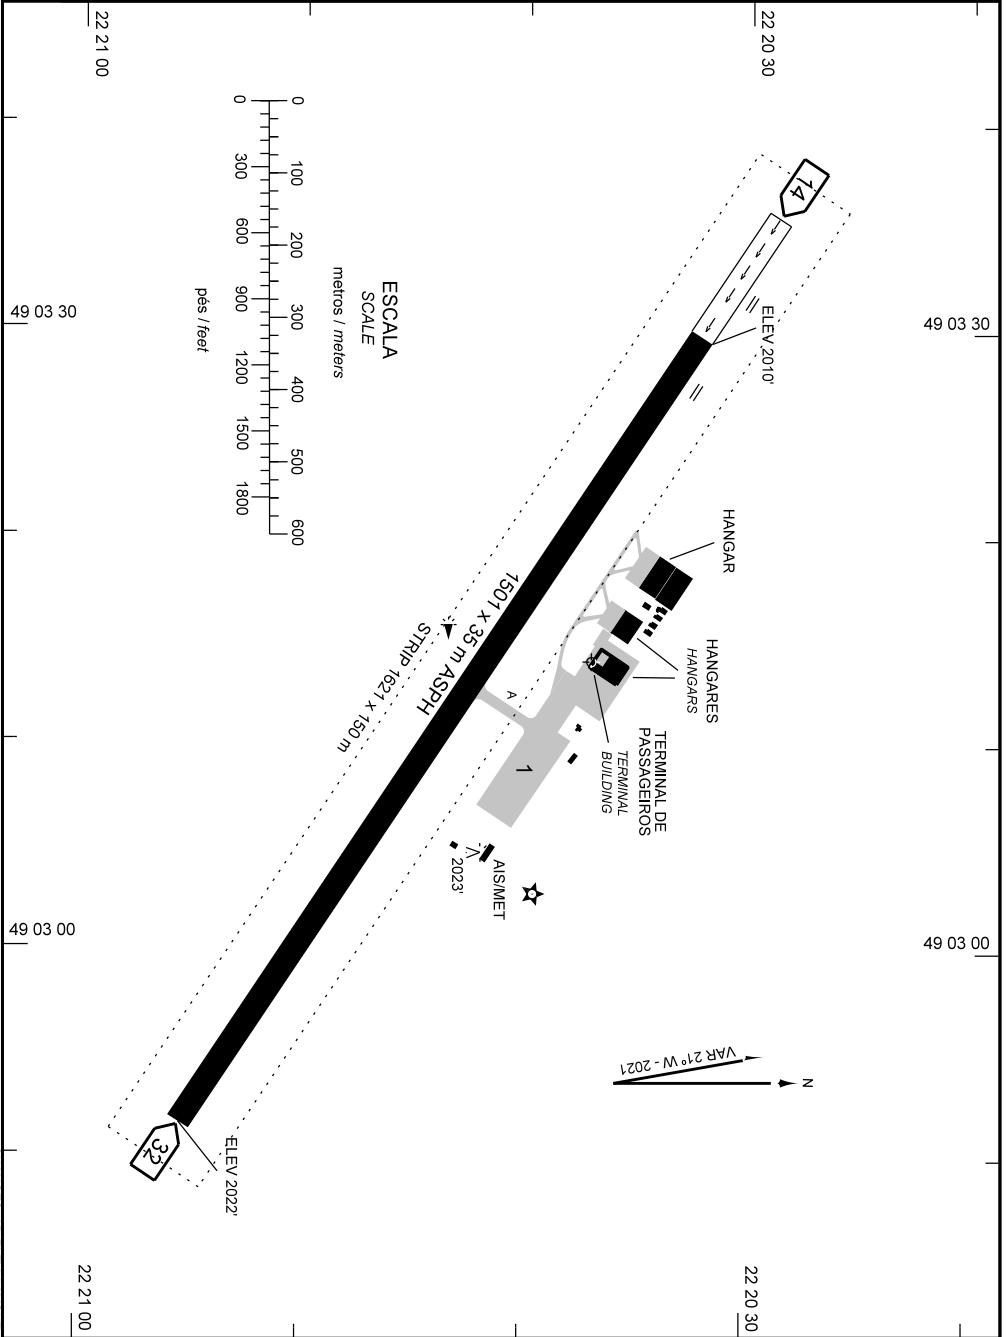 22 21 00
22 20 30
14
0
100
200
300
400
500
600
0
300
600
900
1200
1500
1800
ESCALA
SCALE
metros / meters
pés / feet
49 03 30
49 03 30
ELEV 2010'
HANGAR
HANGARES
HANGARS
TERMINAL DE
PASSAGEIROS
TERMINAL
BUILDING
1501 x 35 m ASPH
STRIP 1621 x 150 m
A
1
2023'
AIS/MET
49 03 00
49 03 00
VAR 21° W - 2021
N
32
ELEV 2022'
22 21 00
22 20 30